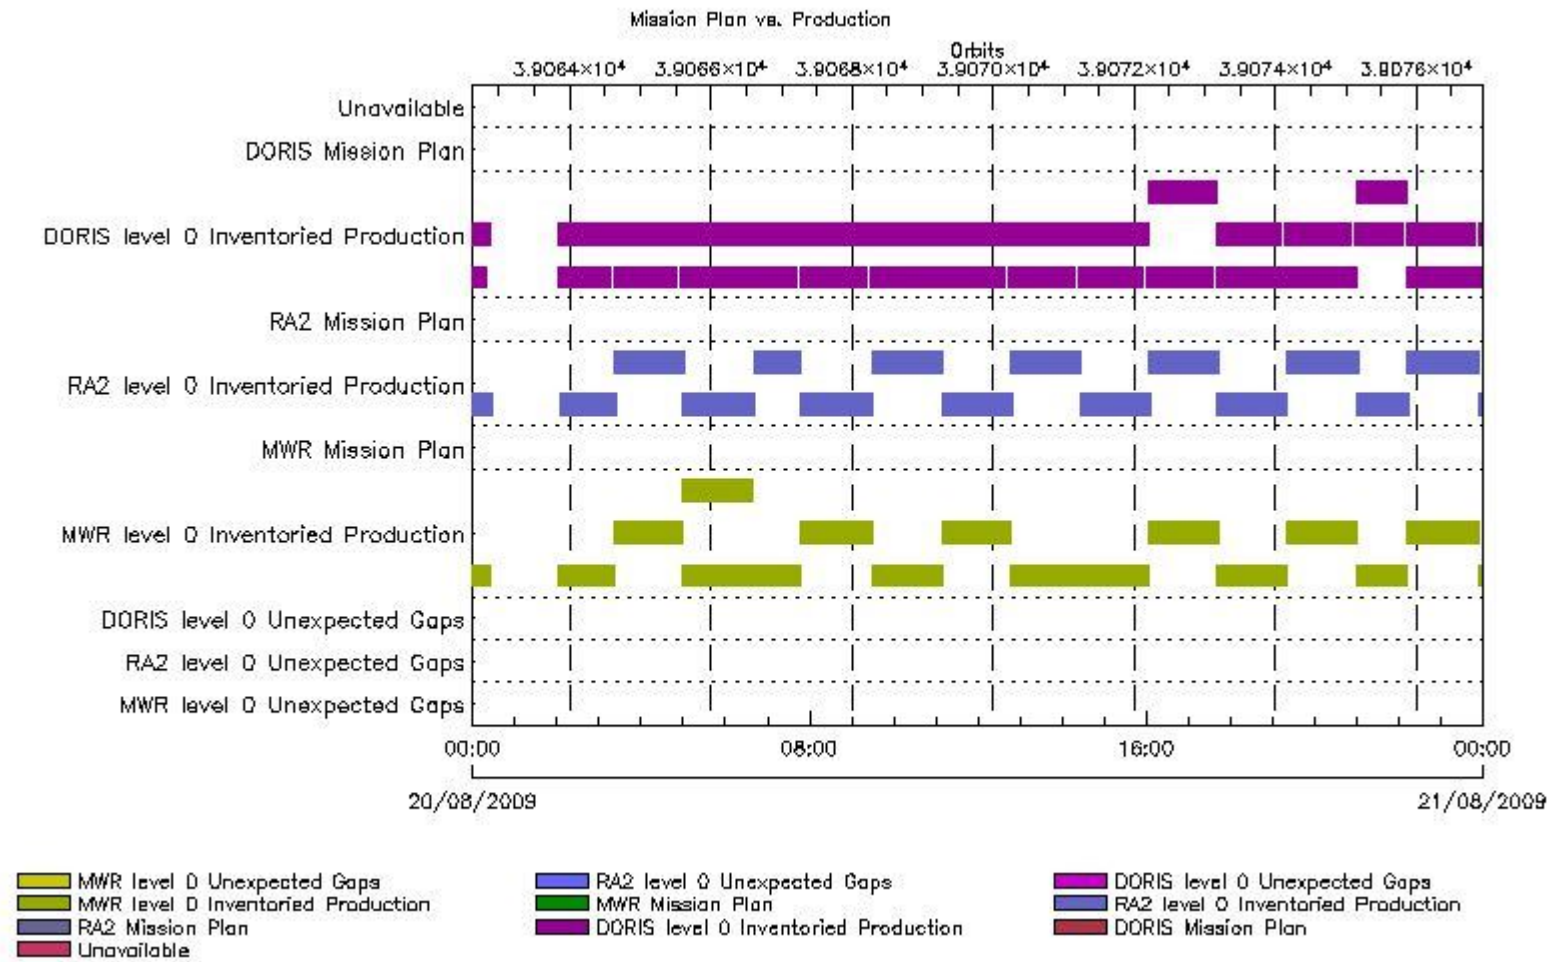 Mission Plan vs. Production
Orbits
3.9064×10⁴ 3.9066×10⁴ 3.9068×10⁴ 3.9070×10⁴ 3.9072×10⁴ 3.9074×10⁴ 3.9076×10⁴
Unavailable
DORIS Mission Plan
DORIS level 0 Inventoried Production
RA2 Mission Plan
RA2 level 0 Inventoried Production
MWR Mission Plan
MWR level 0 Inventoried Production
DORIS level 0 Unexpected Gaps
RA2 level 0 Unexpected Gaps
MWR level 0 Unexpected Gaps
00:00 08:00 16:00 00:00
20/08/2009 21/08/2009
MWR level 0 Unexpected Gaps RA2 level 0 Unexpected Gaps DORIS level 0 Unexpected Gaps
MWR level 0 Inventoried Production MWR Mission Plan RA2 level 0 Inventoried Production
RA2 Mission Plan DORIS level 0 Inventoried Production DORIS Mission Plan
Unavailable